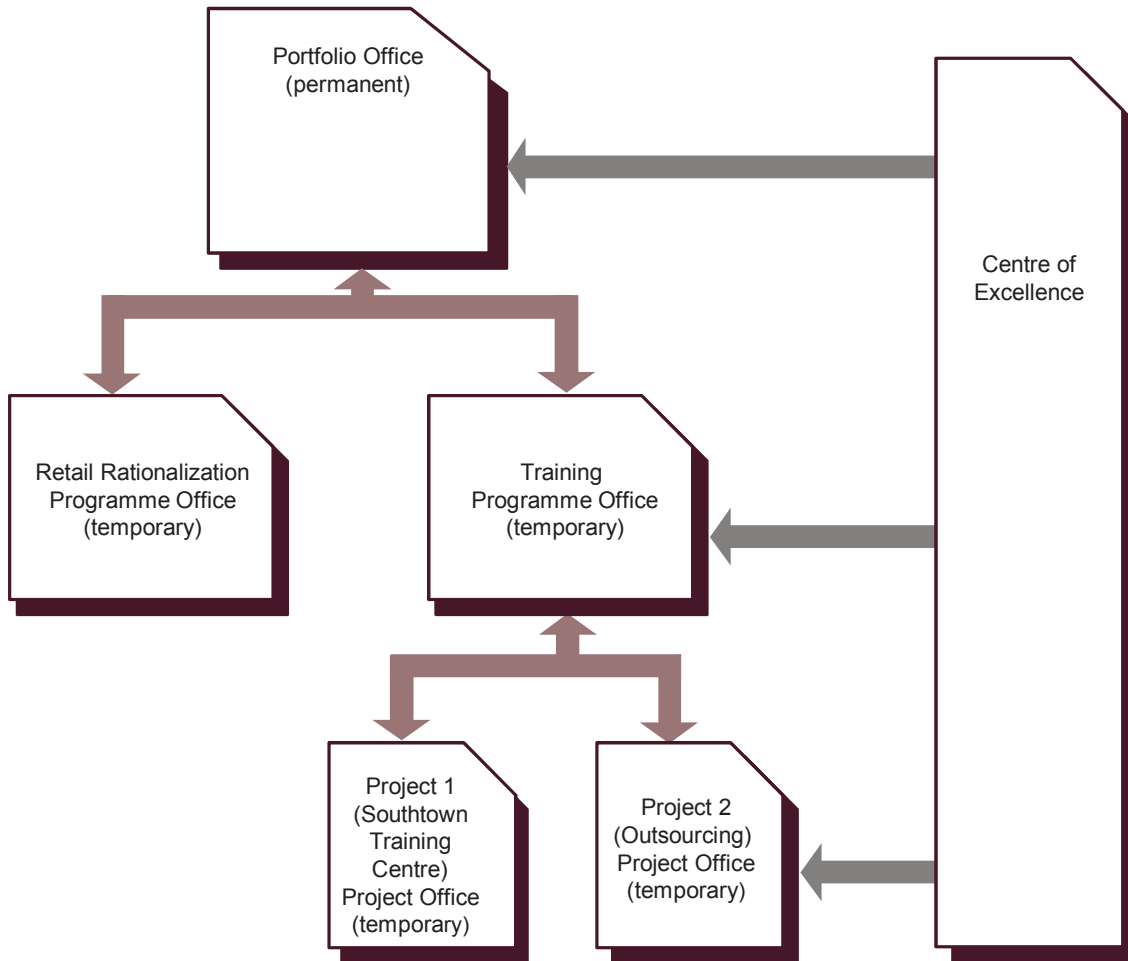 Portfolio Office
(permanent)
Centre of
Excellence
Retail Rationalization
Programme Office
(temporary)
Training
Programme Office
(temporary)
Project 1
(Southtown
Training
Centre)
Project Office
(temporary)
Project 2
(Outsourcing)
Project Office
(temporary)